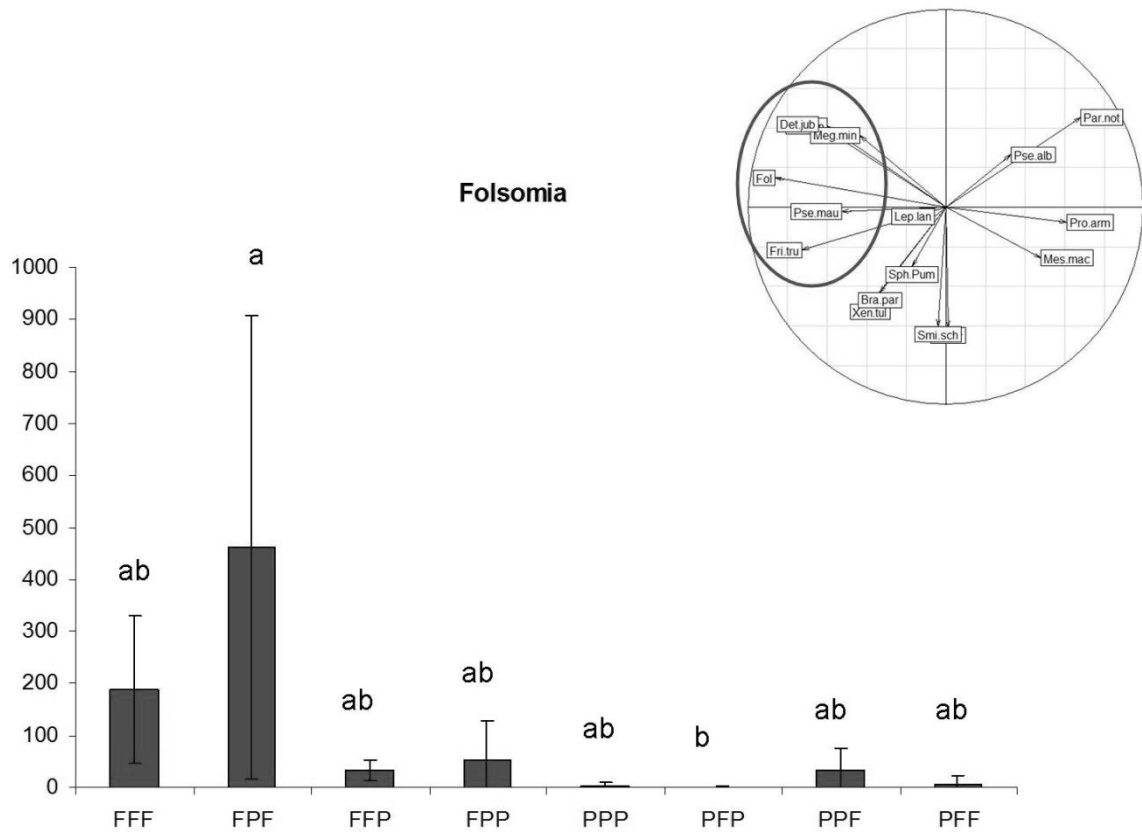 Folsomia
1000
900
800
700
600
500
400
300
200
100
0
ab
a
ab
ab
ab
b
ab
ab
FFF FPF FFP FPP PPP PFP PPF PFF
Det.jub
Meg.min
Par.not
Pse.alb
Fol
Pse.mau
Lep.lan
Pro.arm
Fri.tru
Mes.mac
Sph.Pum
Bra.par
Xen.tul
Smi.sch